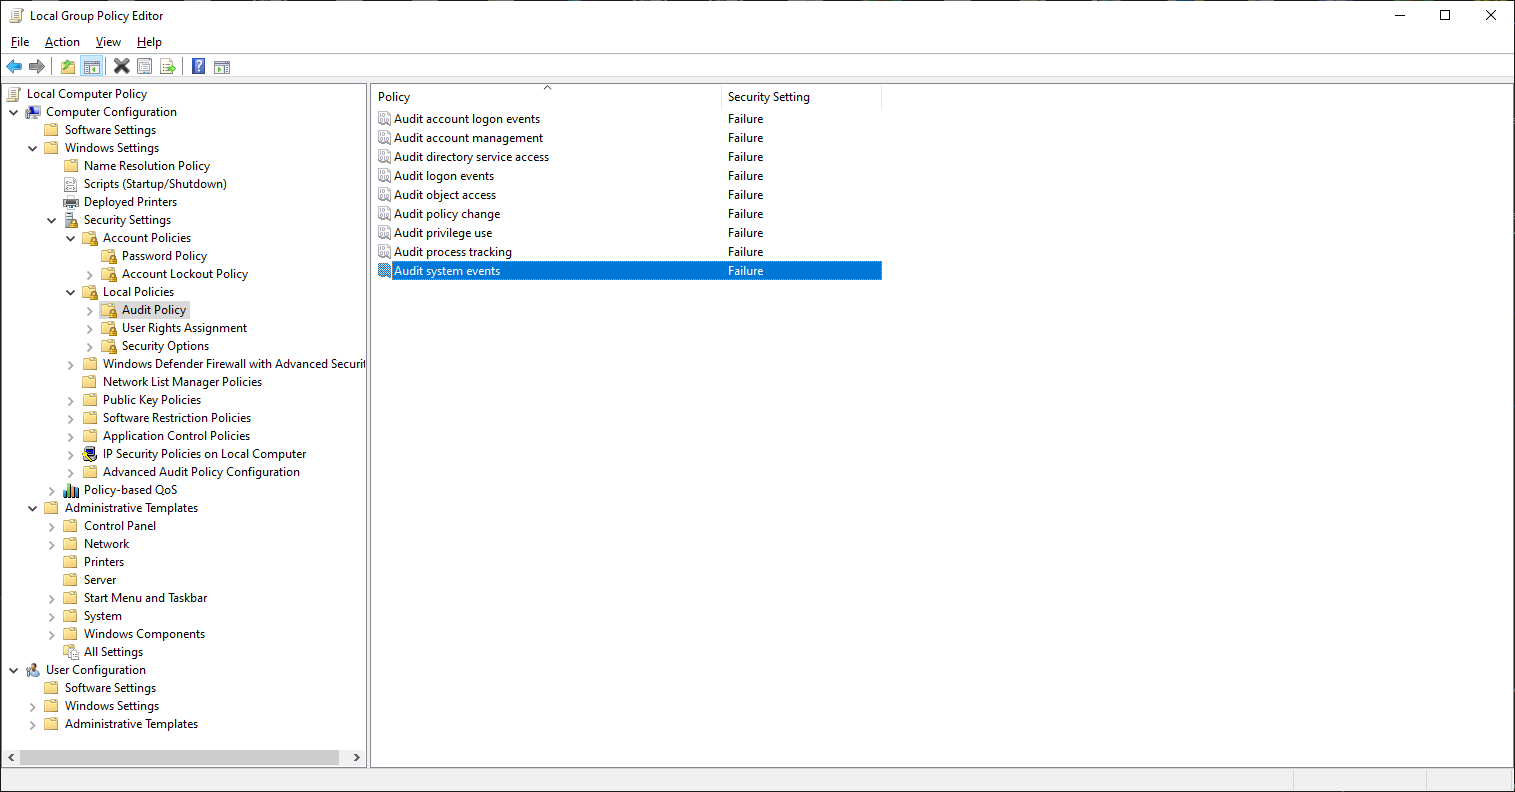 Local Group Policy Editor
File Action View Help
Local Computer Policy
Computer Configuration
Software Settings
Windows Settings
Name Resolution Policy
Scripts (Startup/Shutdown)
Deployed Printers
Security Settings
Account Policies
Password Policy
Account Lockout Policy
Local Policies
Audit Policy
User Rights Assignment
Security Options
Windows Defender Firewall with Advanced Securi
Network List Manager Policies
Public Key Policies
Software Restriction Policies
Application Control Policies
IP Security Policies on Local Computer
Advanced Audit Policy Configuration
Policy-based QoS
Administrative Templates
Control Panel
Network
Printers
Server
Start Menu and Taskbar
System
Windows Components
All Settings
User Configuration
Software Settings
Windows Settings
Administrative Templates
Policy Security Setting
Audit account logon events Failure
Audit account management Failure
Audit directory service access Failure
Audit logon events Failure
Audit object access Failure
Audit policy change Failure
Audit privilege use Failure
Audit process tracking Failure
Audit system events Failure